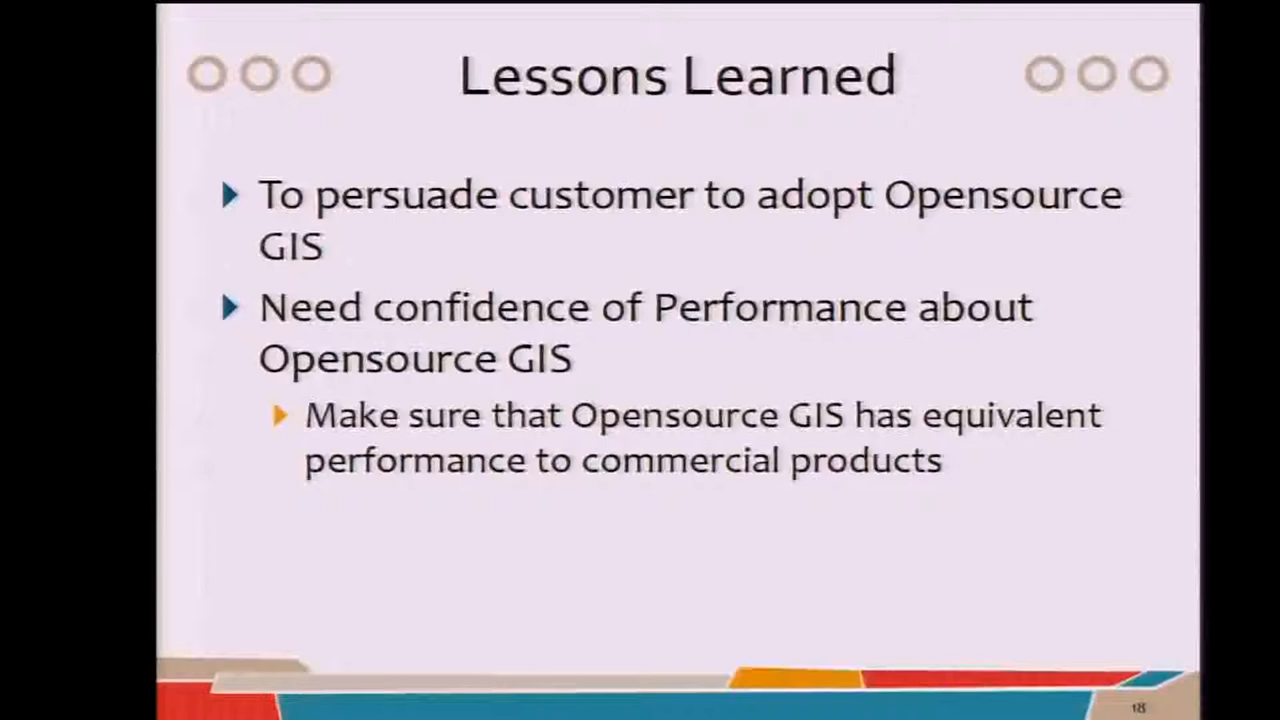 Lessons Learned
To persuade customer to adopt Opensource
GIS
Need confidence of Performance about
Opensource GIS
Make sure that Opensource GIS has equivalent
performance to commercial products
18